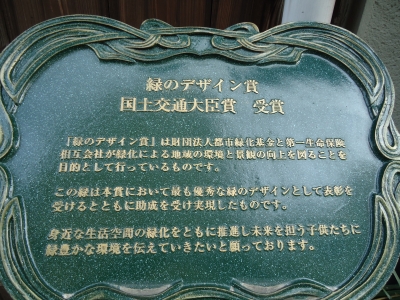 緑のデザイン賞
国土交通大臣賞 受賞
『緑のデザイン賞』は財団法人都市緑化基金と第一生命保険
相互会社が緑化による地域の環境と景観の向上を図ることを
目的として行っているものです。
この緑は本賞において最も優秀な緑のデザインとして表彰を
受けるとともに助成を受け実現したものです。
身近な生活空間の緑化をともに推進し未来を担う子供たちに
緑豊かな環境を伝えていきたいと願っております。